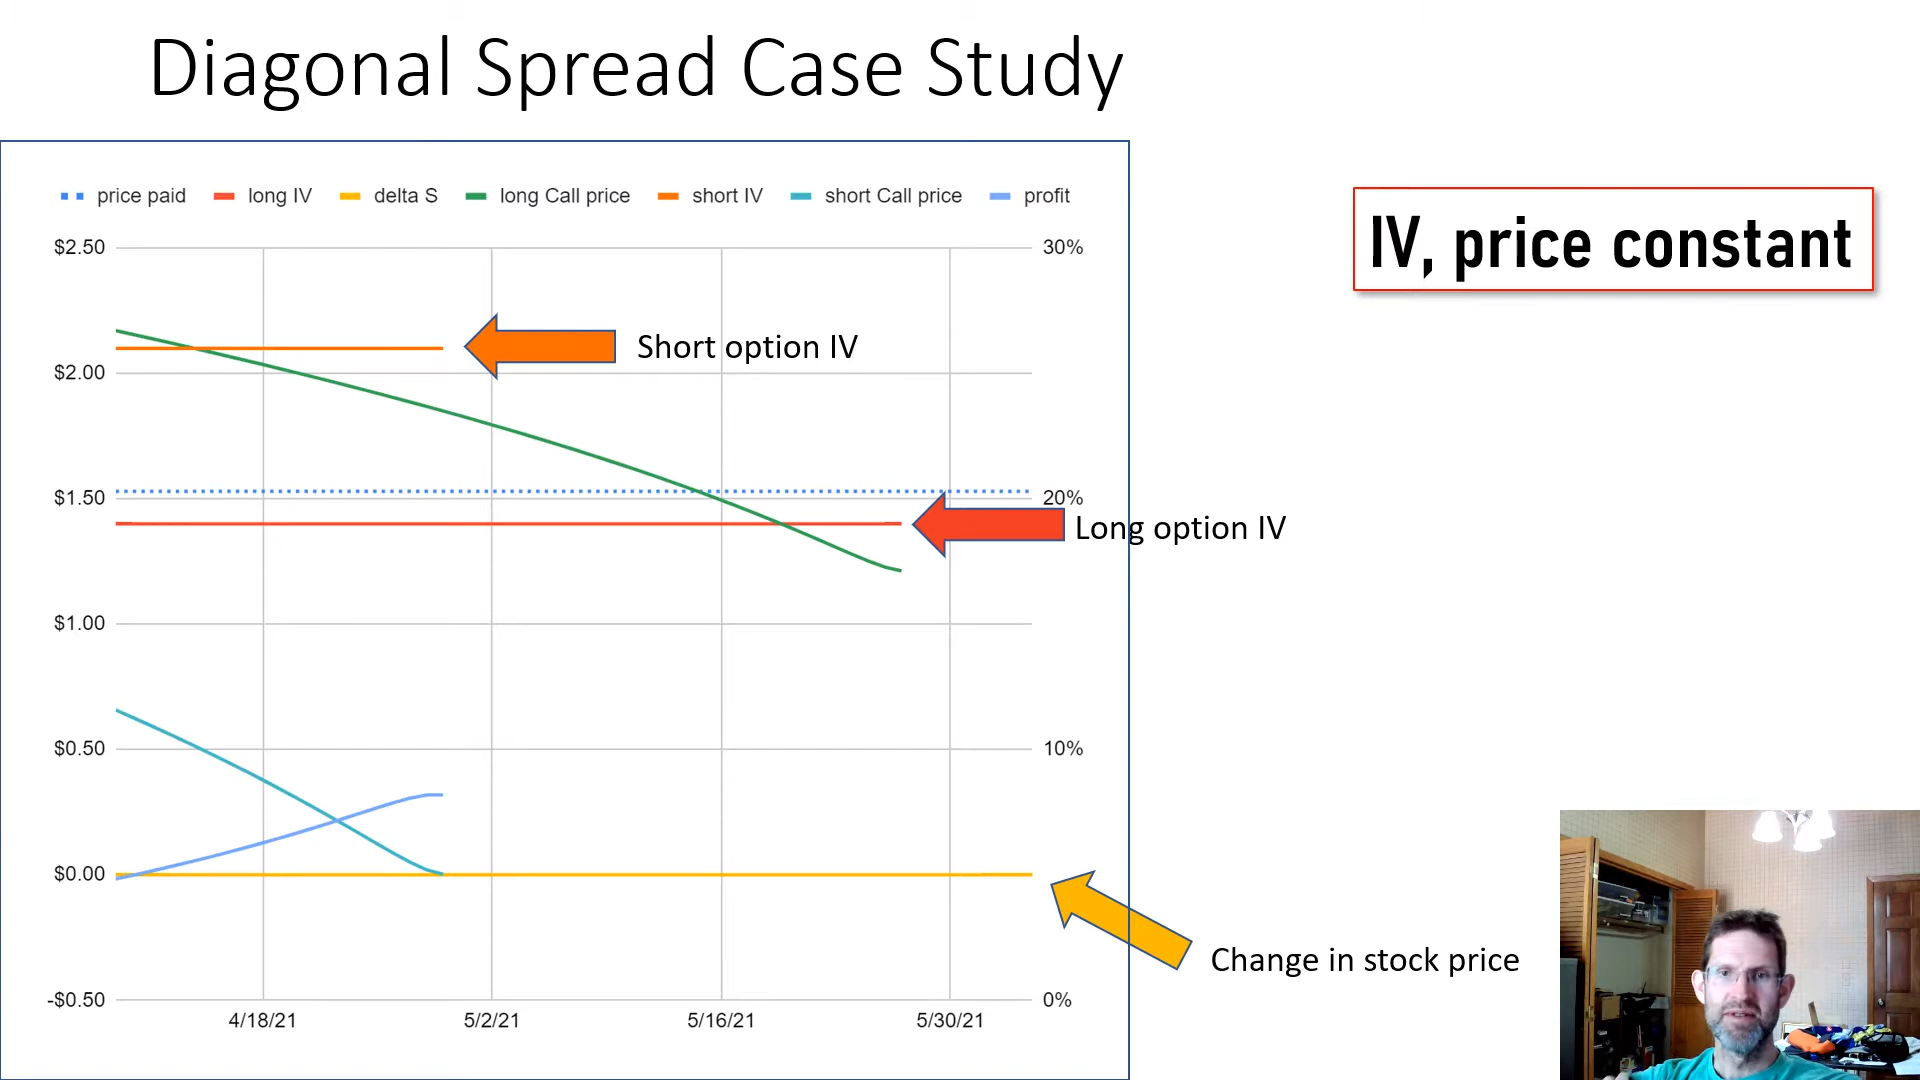 Diagonal Spread Case Study
price paid long IV delta S long Call price short IV short Call price profit
IV, price constant
$2.50 30%
Short option IV
$2.00
$1.50 20%
Long option IV
$1.00
$0.50 10%
$0.00
Change in stock price
-$0.50 0%
4/18/21 5/2/21 5/16/21 5/30/21